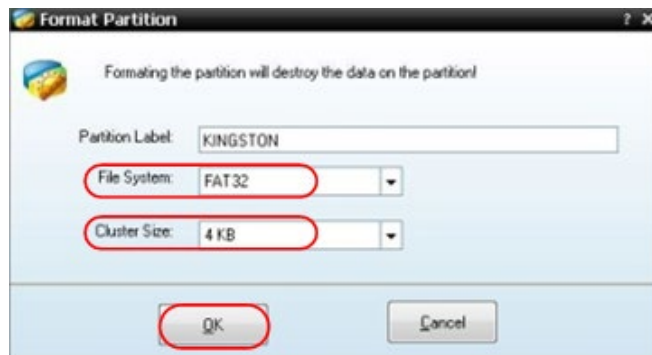 Format Partition ? X
Formating the partition will destroy the data on the partition!
Partition Label: KINGSTON
File System: FAT32
Cluster Size: 4 KB
OK Cancel